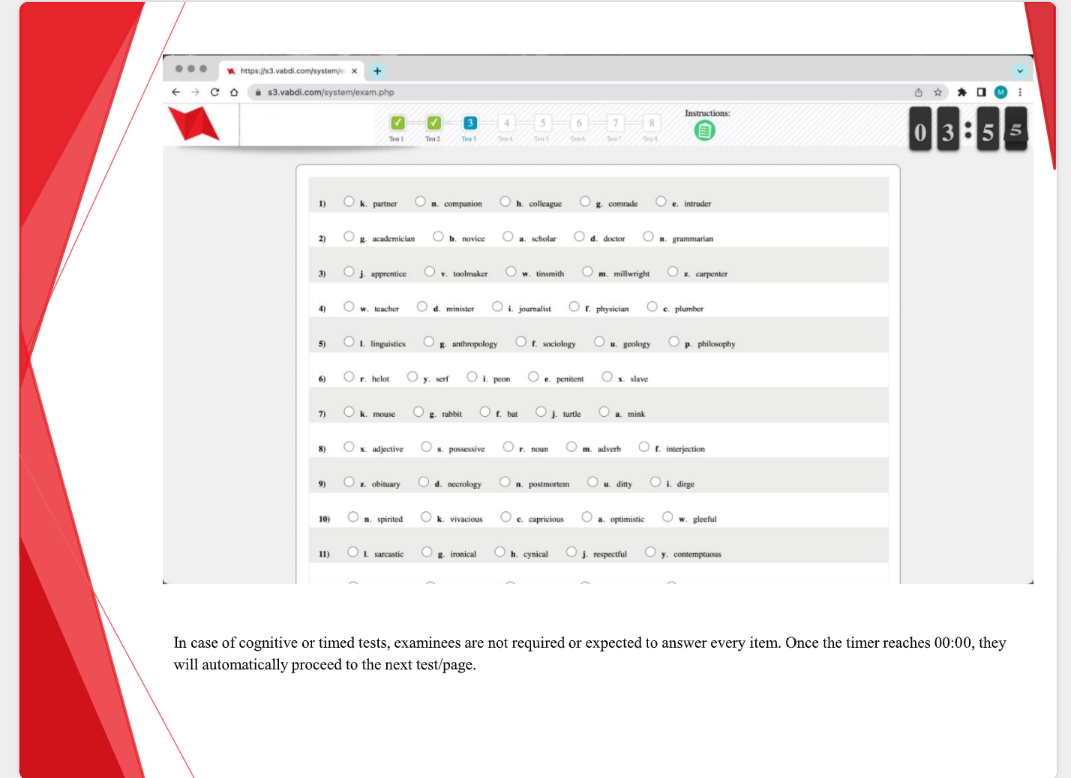 https://s3.vabdi.com/system/e
s3.vabdi.com/system/exam.php
M
3 4 5 6 7 8
Test 1 Test 2 Test 3 Test 4 Test 5 Test 6 Test 7 Test 8
Instructions:
03:55
1) k. partner n. companion h. colleague g. comrade e. intruder
2) g. academician b. novice a. scholar d. doctor n. grammarian
3) j. apprentice v. toolmaker w. tinsmith m. millwright z. carpenter
4) w. teacher d. minister i. journalist f. physician c. plumber
5) l. linguistics g. anthropology f. sociology u. geology p. philosophy
6) r. helot y. serf i. peon e. penitent x. slave
7) k. mouse g. rabbit f. bat j. turtle a. mink
8) x. adjective s. possessive r. noun m. adverb f. interjection
9) z. obituary d. necrology n. postmortem u. ditty i. dirge
10) n. spirited k. vivacious c. capricious a. optimistic w. gleeful
11) l. sarcastic g. ironical h. cynical j. respectful y. contemptuous
In case of cognitive or timed tests, examinees are not required or expected to answer every item. Once the timer reaches 00:00, they
will automatically proceed to the next test/page.